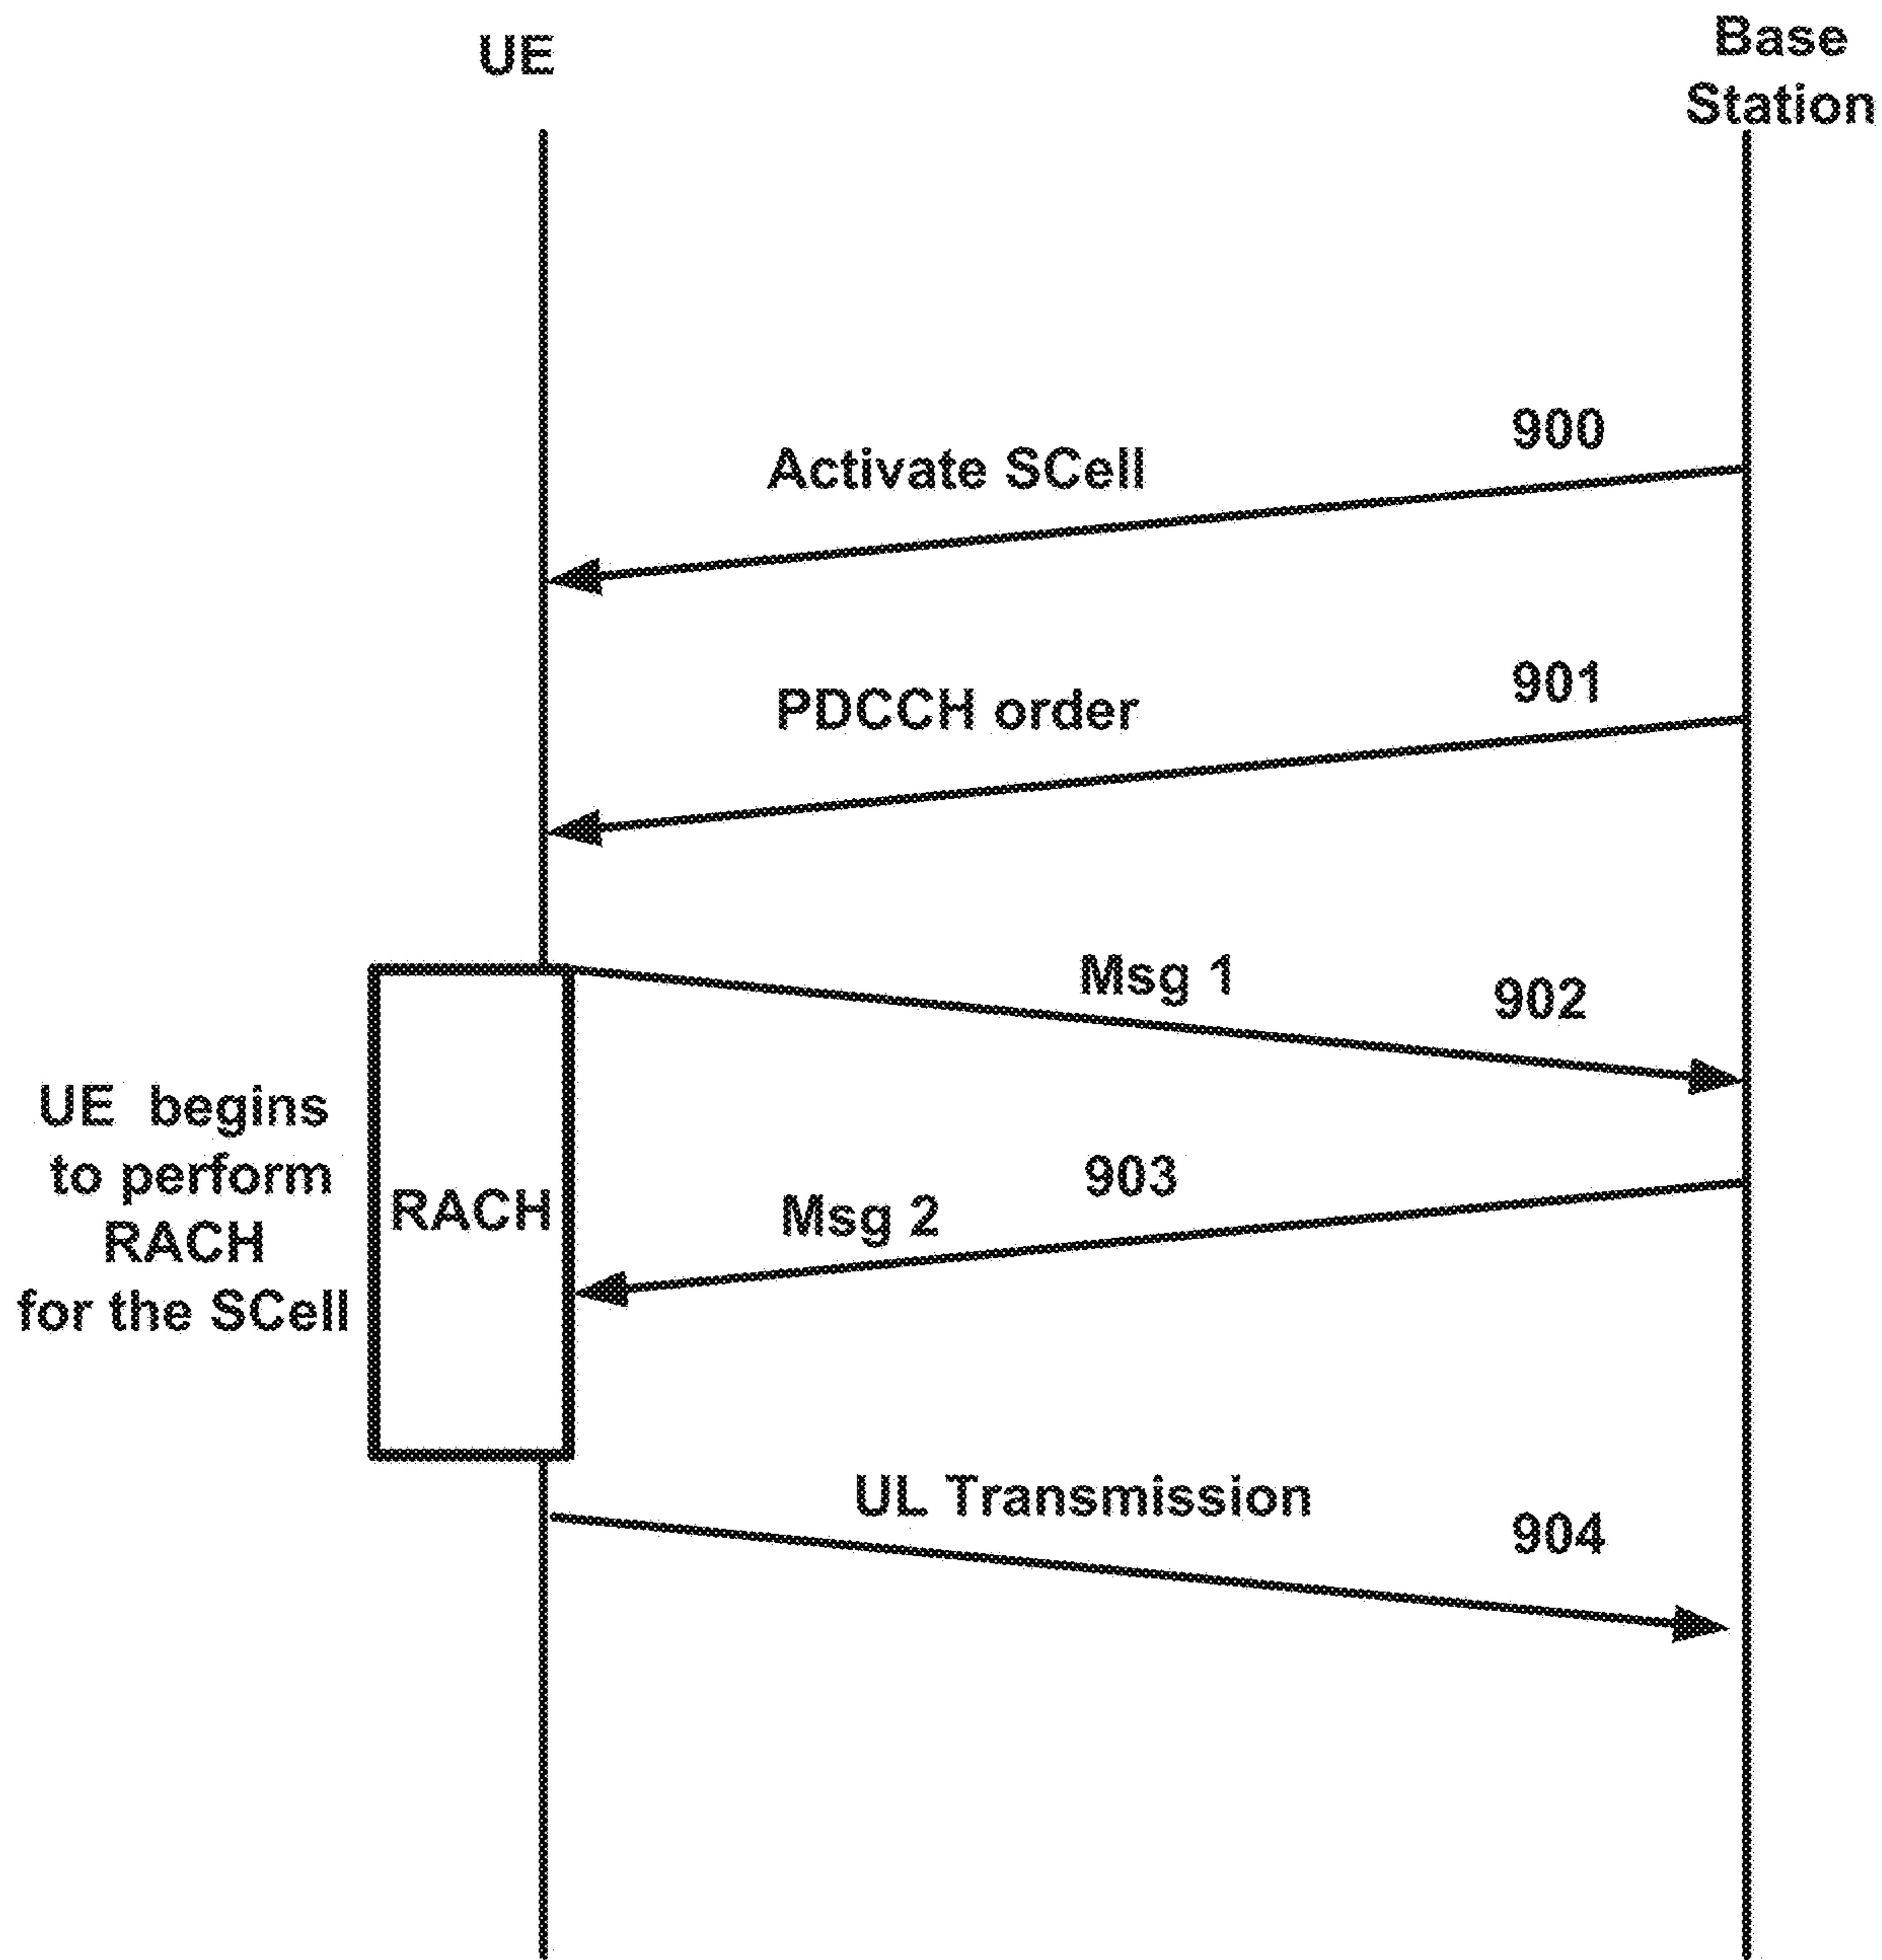 UE
Base
Station
900
Activate SCell
901
PDCCH order
Msg 1
902
UE begins
to perform
RACH
for the SCell
RACH
903
Msg 2
UL Transmission
904